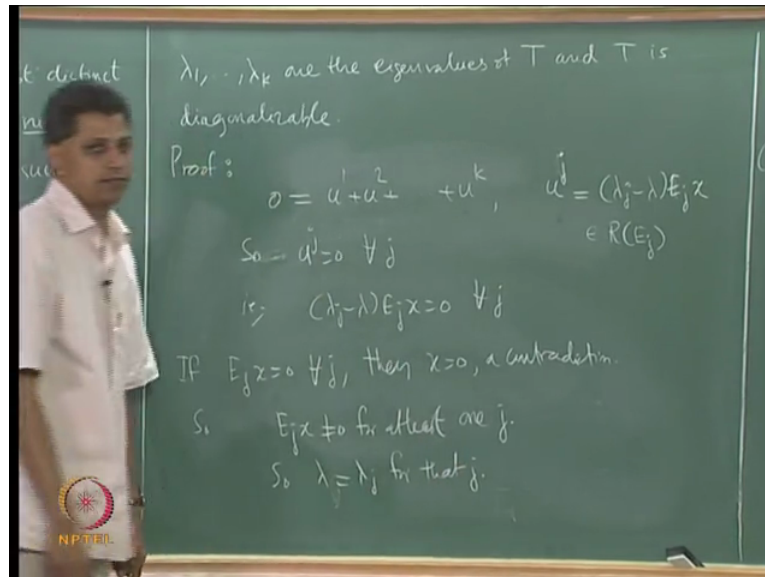 t distinct
λ₁, . . , λₖ are the eigenvalues of T and T is
diagonalizable.
Proof :
0 = u¹ + u² + + uᵏ, uʲ = (λⱼ - λ) Eⱼ x
∈ R(Eⱼ)
So uʲ = 0 ∀ j
ie; (λⱼ - λ) Eⱼ x = 0 ∀ j
If Eⱼ x = 0 ∀ j, then x = 0, a contradiction.
So Eⱼ x ≠ 0 for atleast one j.
So λ = λⱼ for that j.
NPTEL